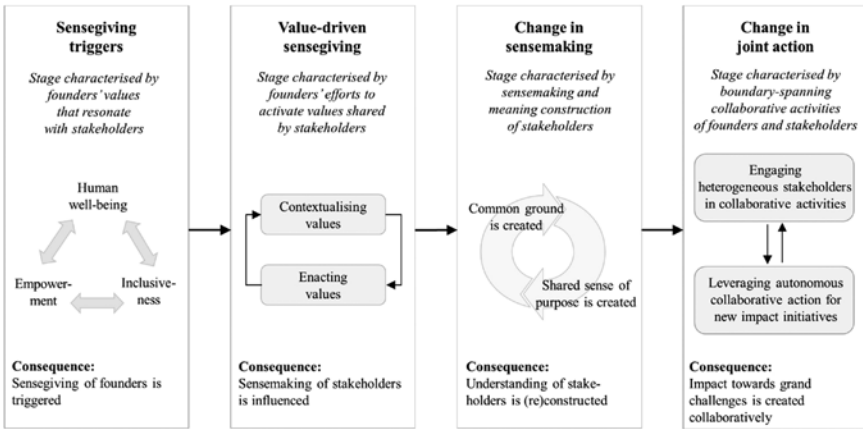 Sensegiving
triggers
Stage characterised by
founders' values
that resonate
with stakeholders
Human
well-being
Empower-
ment
Inclusive-
ness
Consequence:
Sensegiving of founders is
triggered
Value-driven
sensegiving
Stage characterised by
founders' efforts to
activate values shared
by stakeholders
Contextualising
values
Enacting
values
Consequence:
Sensemaking of stakeholders
is influenced
Change in
sensemaking
Stage characterised by
sensemaking and
meaning construction
of stakeholders
Common ground
is created
Shared sense of
purpose is created
Consequence:
Understanding of stake-
holders is (re)constructed
Change in
joint action
Stage characterised by
boundary-spanning
collaborative activities
of founders and stakeholders
Engaging
heterogeneous stakeholders
in collaborative activities
Leveraging autonomous
collaborative action for
new impact initiatives
Consequence:
Impact towards grand
challenges is created
collaboratively